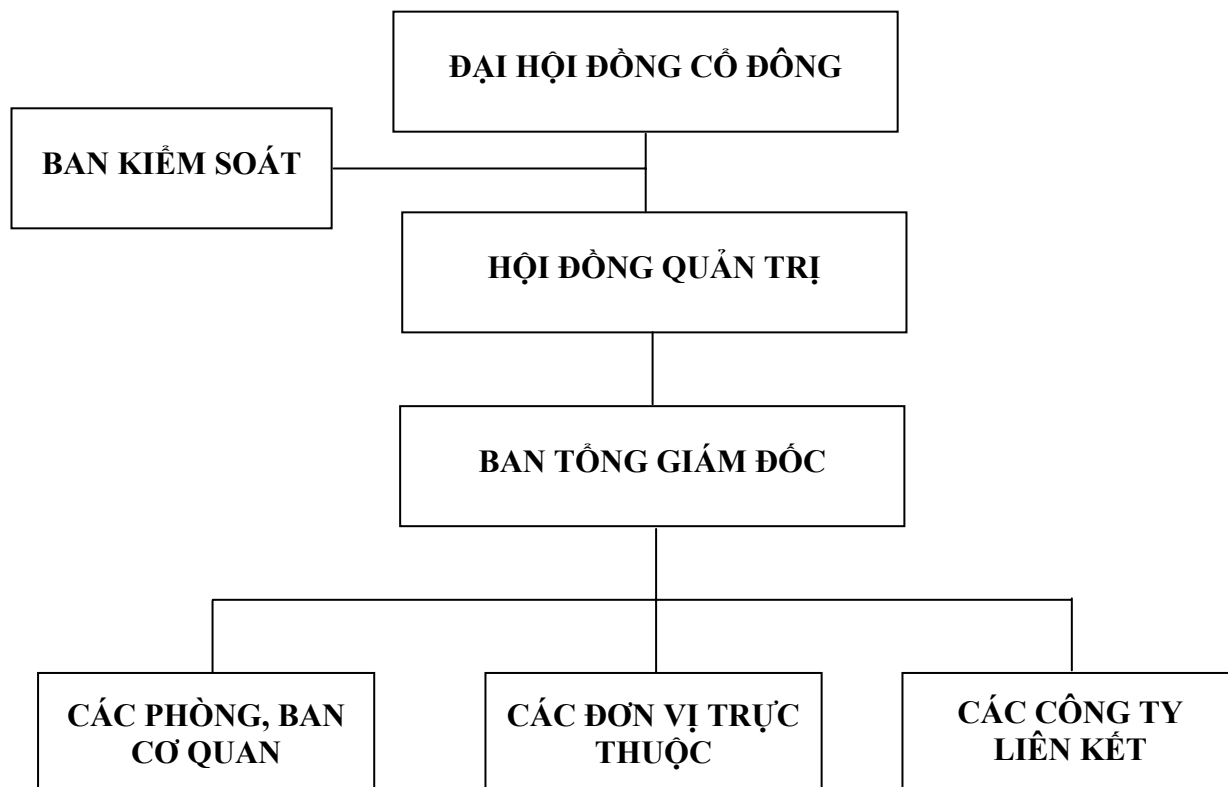 ĐẠI HỘI ĐỒNG CỔ ĐÔNG
BAN KIỂM SOÁT
HỘI ĐỒNG QUẢN TRỊ
BAN TỔNG GIÁM ĐỐC
CÁC PHÒNG, BAN
CƠ QUAN
CÁC ĐƠN VỊ TRỰC
THUỘC
CÁC CÔNG TY
LIÊN KẾT